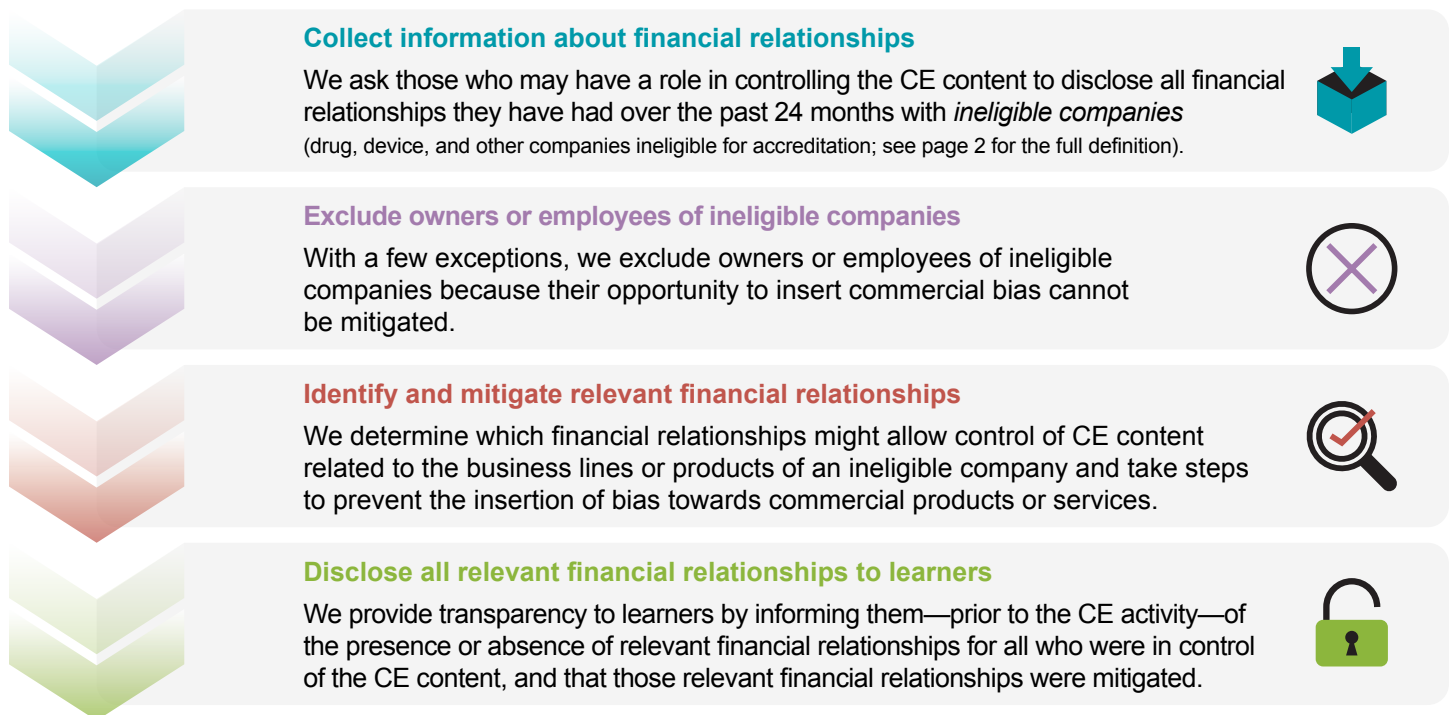 Collect information about financial relationships
We ask those who may have a role in controlling the CE content to disclose all financial
relationships they have had over the past 24 months with ineligible companies
(drug, device, and other companies ineligible for accreditation; see page 2 for the full definition).
Exclude owners or employees of ineligible companies
With a few exceptions, we exclude owners or employees of ineligible
companies because their opportunity to insert commercial bias cannot
be mitigated.
Identify and mitigate relevant financial relationships
We determine which financial relationships might allow control of CE content
related to the business lines or products of an ineligible company and take steps
to prevent the insertion of bias towards commercial products or services.
Disclose all relevant financial relationships to learners
We provide transparency to learners by informing them—prior to the CE activity—of
the presence or absence of relevant financial relationships for all who were in control
of the CE content, and that those relevant financial relationships were mitigated.